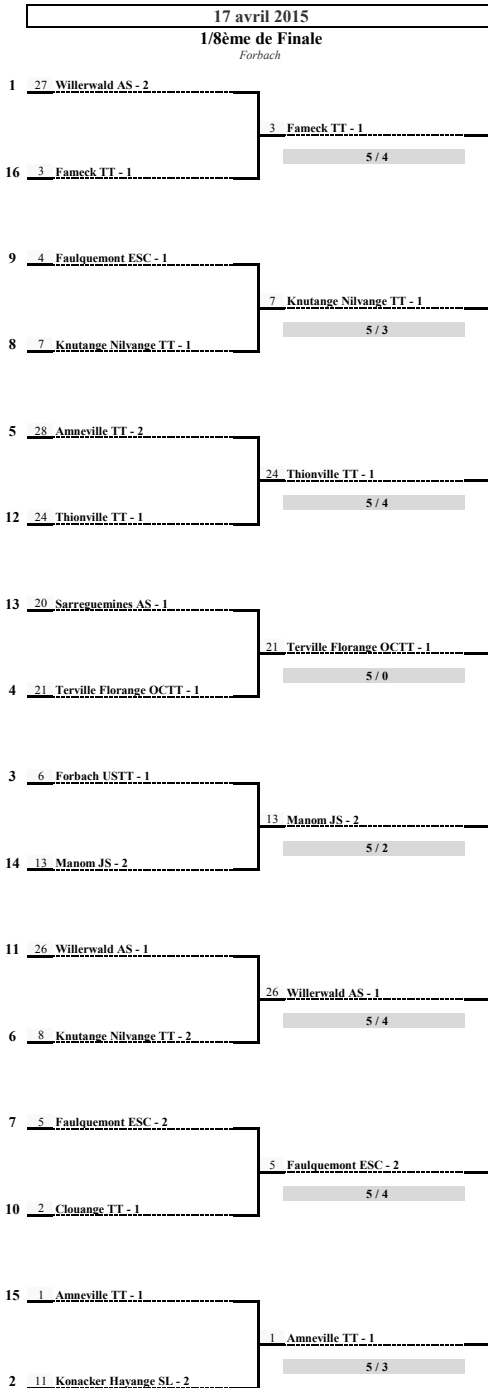 17 avril 2015
1/8ème de Finale
Forbach
1 27 Willerwald AS - 2
3 Fameck TT - 1
5 / 4
16 3 Fameck TT - 1
9 4 Faulquemont ESC - 1
7 Knutange Nilvange TT - 1
5 / 3
8 7 Knutange Nilvange TT - 1
5 28 Amneville TT - 2
24 Thionville TT - 1
5 / 4
12 24 Thionville TT - 1
13 20 Sarreguemines AS - 1
21 Terville Florange OCTT - 1
5 / 0
4 21 Terville Florange OCTT - 1
3 6 Forbach USTT - 1
13 Manom JS - 2
5 / 2
14 13 Manom JS - 2
11 26 Willerwald AS - 1
26 Willerwald AS - 1
5 / 4
6 8 Knutange Nilvange TT - 2
7 5 Faulquemont ESC - 2
5 Faulquemont ESC - 2
5 / 4
10 2 Clouange TT - 1
15 1 Amneville TT - 1
1 Amneville TT - 1
5 / 3
2 11 Konacker Hayange SL - 2